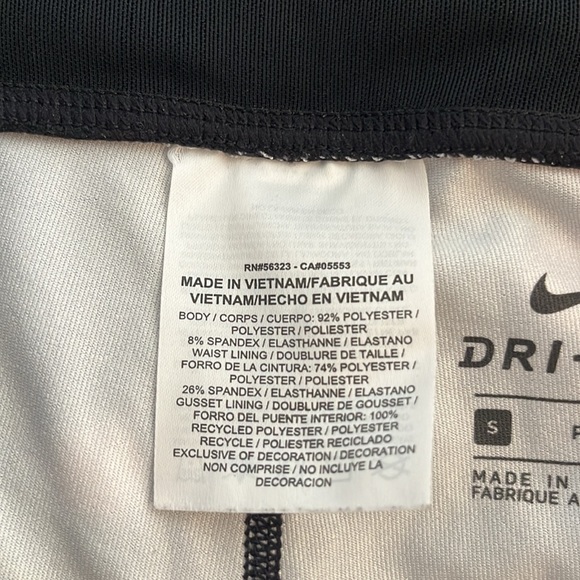 RN#56323 - CA#05553
MADE IN VIETNAM/FABRIQUE AU
VIETNAM/HECHO EN VIETNAM
BODY / CORPS / CUERPO: 92% POLYESTER /
POLYESTER / POLIESTER
8% SPANDEX / ELASTHANNE / ELASTANO
WAIST LINING / DOUBLURE DE TAILLE /
FORRO DE LA CINTURA: 74% POLYESTER /
POLYESTER / POLIESTER
26% SPANDEX / ELASTHANNE / ELASTANO
GUSSET LINING / DOUBLURE DE GOUSSET /
FORRO DEL PUENTE INTERIOR: 100%
RECYCLED POLYESTER / POLYESTER
RECYCLE / POLIESTER RECICLADO
EXCLUSIVE OF DECORATION / DECORATION
NON COMPRISE / NO INCLUYE LA
DECORACION
DRI-
S
MADE IN
FABRIQUE A